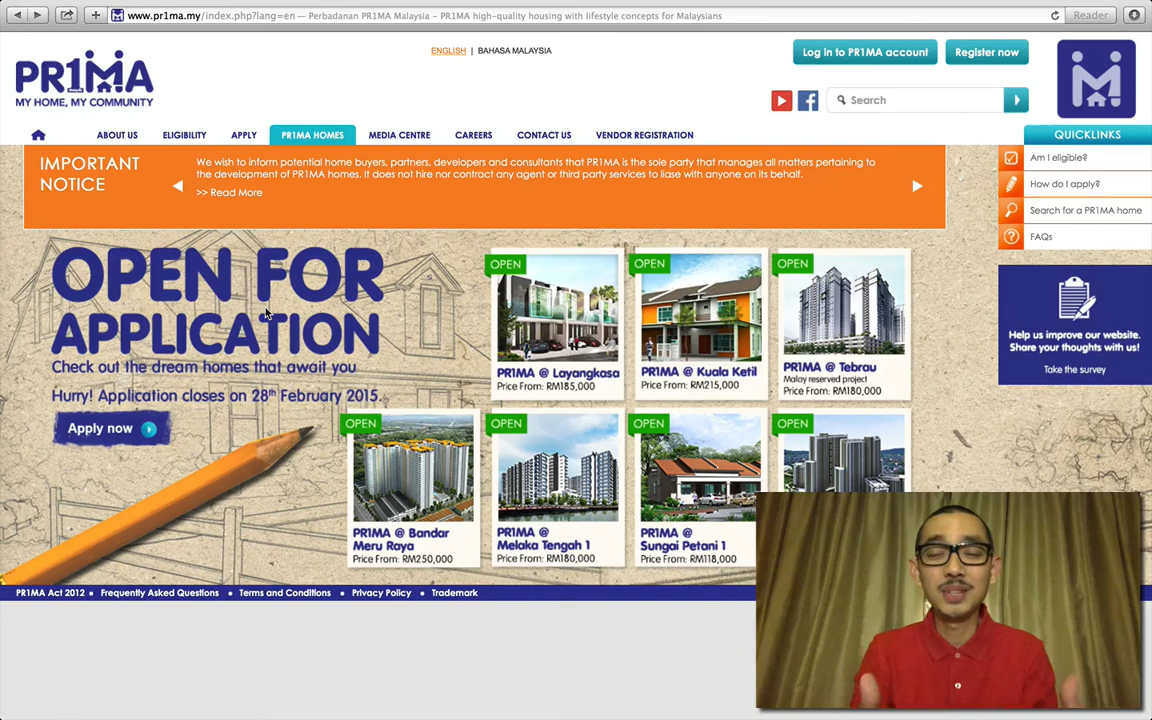 www.pr1ma.my/index.php?lang=en — Perbadanan PR1MA Malaysia – PR1MA high-quality housing with lifestyle concepts for Malaysians
Reader
PR1MA
MY HOME, MY COMMUNITY
ENGLISH | BAHASA MALAYSIA
Log in to PR1MA account
Register now
Search
ABOUT US
ELIGIBILITY
APPLY
PR1MA HOMES
MEDIA CENTRE
CAREERS
CONTACT US
VENDOR REGISTRATION
QUICKLINKS
Am I eligible?
How do I apply?
Search for a PR1MA home
FAQs
IMPORTANT
NOTICE
We wish to inform potential home buyers, partners, developers and consultants that PR1MA is the sole party that manages all matters pertaining to
the development of PR1MA homes. It does not hire nor contract any agent or third party services to liase with anyone on its behalf.
>> Read More
OPEN FOR
APPLICATION
Check out the dream homes that await you
Hurry! Application closes on 28th February 2015.
Apply now
OPEN
PR1MA @ Layangkasa
Price From: RM185,000
OPEN
PR1MA @ Kuala Ketil
Price From: RM215,000
OPEN
PR1MA @ Tebrau
Malay reserved project
Price From: RM180,000
OPEN
PR1MA @ Bandar
Meru Raya
Price From: RM250,000
OPEN
PR1MA @
Melaka Tengah 1
Price From: RM180,000
OPEN
PR1MA @
Sungai Petani 1
Price From: RM118,000
OPEN
Help us improve our website.
Share your thoughts with us!
Take the survey
PR1MA Act 2012 • Frequently Asked Questions • Terms and Conditions • Privacy Policy • Trademark